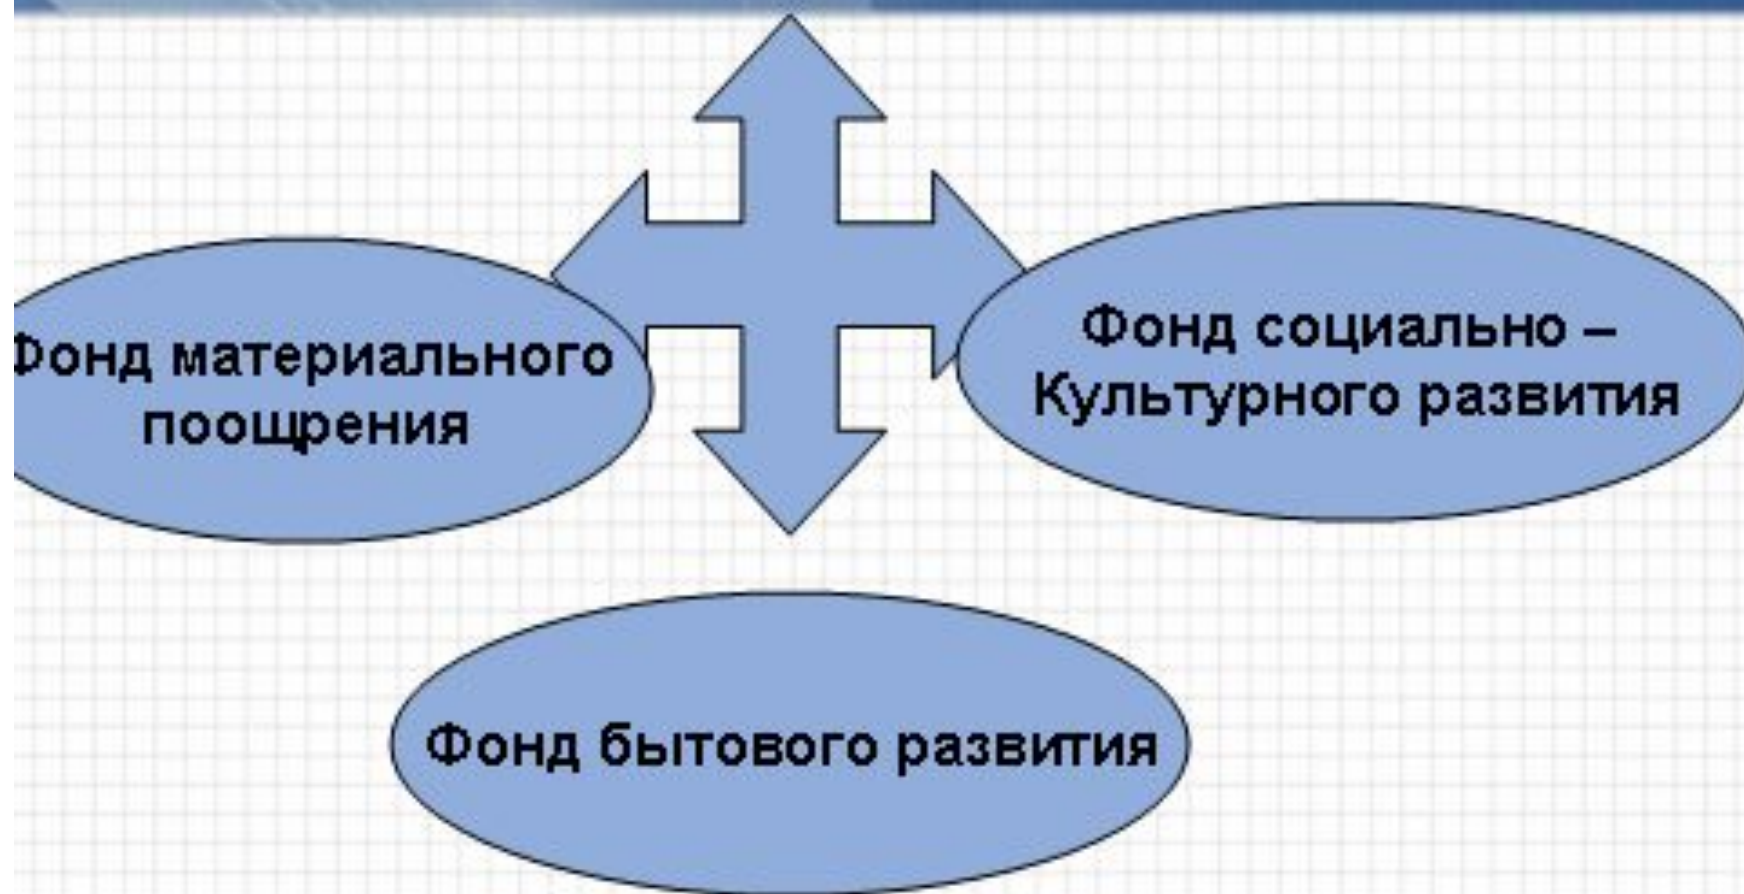 Фонд материального
поощрения
Фонд социально –
Культурного развития
Фонд бытового развития